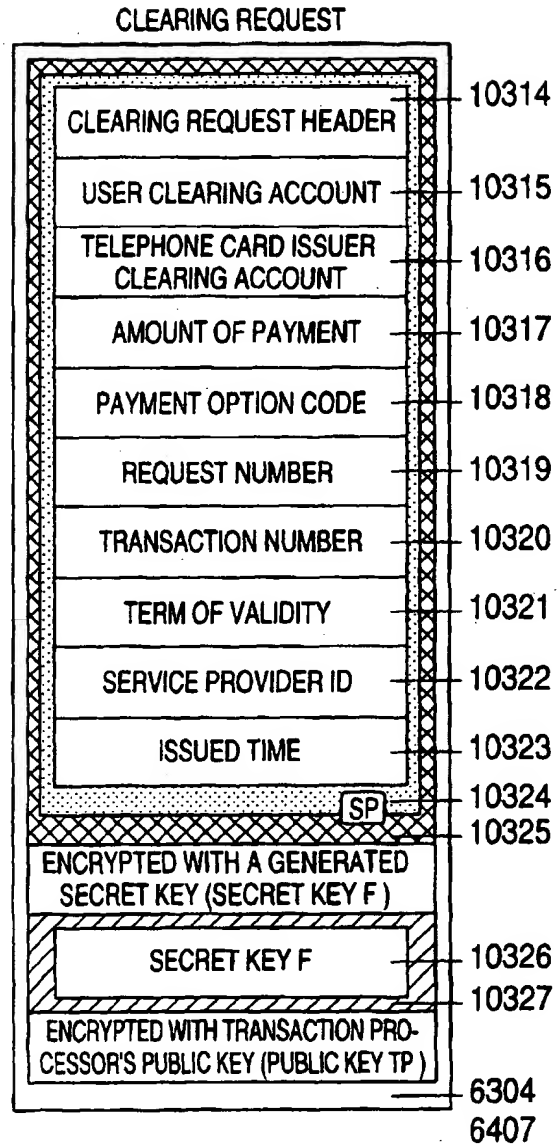 CLEARING REQUEST
CLEARING REQUEST HEADER
10314
USER CLEARING ACCOUNT
10315
TELEPHONE CARD ISSUER
CLEARING ACCOUNT
10316
AMOUNT OF PAYMENT
10317
PAYMENT OPTION CODE
10318
REQUEST NUMBER
10319
TRANSACTION NUMBER
10320
TERM OF VALIDITY
10321
SERVICE PROVIDER ID
10322
ISSUED TIME
10323
SP
10324
10325
ENCRYPTED WITH A GENERATED
SECRET KEY (SECRET KEY F )
SECRET KEY F
10326
10327
ENCRYPTED WITH TRANSACTION PRO-
CESSOR'S PUBLIC KEY (PUBLIC KEY TP )
6304
6407